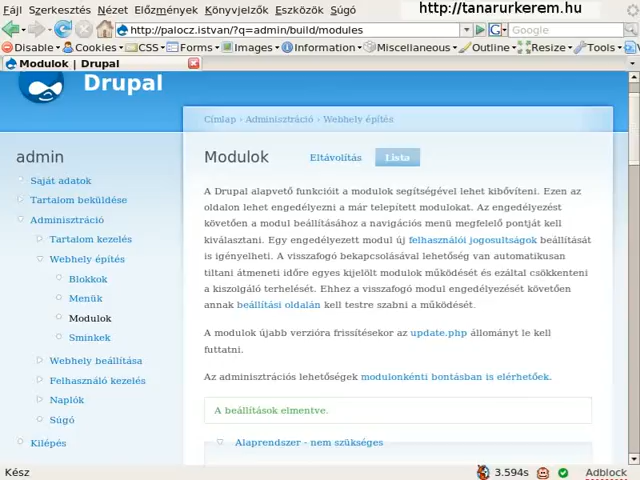 Fájl Szerkesztés Nézet Előzmények Könyvjelzők Eszközök Súgó http://tanarurkerem.hu
http://palocz.istvan/?q=admin/build/modules Google
Disable Cookies CSS Forms Images Information Miscellaneous Outline Resize Tools
Modulok | Drupal
Drupal
Címlap › Adminisztráció › Webhely építés
admin
Saját adatok
Tartalom beküldése
Adminisztráció
Tartalom kezelés
Webhely építés
Blokkok
Menük
Modulok
Sminkek
Webhely beállítása
Felhasználó kezelés
Naplók
Súgó
Kilépés
Modulok Eltávolítás Lista
A Drupal alapvető funkcióit a modulok segítségével lehet kibővíteni. Ezen az
oldalon lehet engedélyezni a már telepített modulokat. Az engedélyezést
követően a modul beállításához a navigációs menü megfelelő pontját kell
kiválasztani. Egy engedélyezett modul új felhasználói jogosultságok beállítását
is igényelheti. A visszafogó bekapcsolásával lehetőség van automatikusan
tiltani átmeneti időre egyes kijelölt modulok működését és ezáltal csökkenteni
a kiszolgáló terhelését. Ehhez a visszafogó modul engedélyezését követően
annak beállítási oldalán kell testre szabni a működését.
A modulok újabb verzióra frissítésekor az update.php állományt le kell
futtatni.
Az adminisztrációs lehetőségek modulonkénti bontásban is elérhetőek.
A beállítások elmentve.
Alaprendszer - nem szükséges
Kész 3.594s Adblock